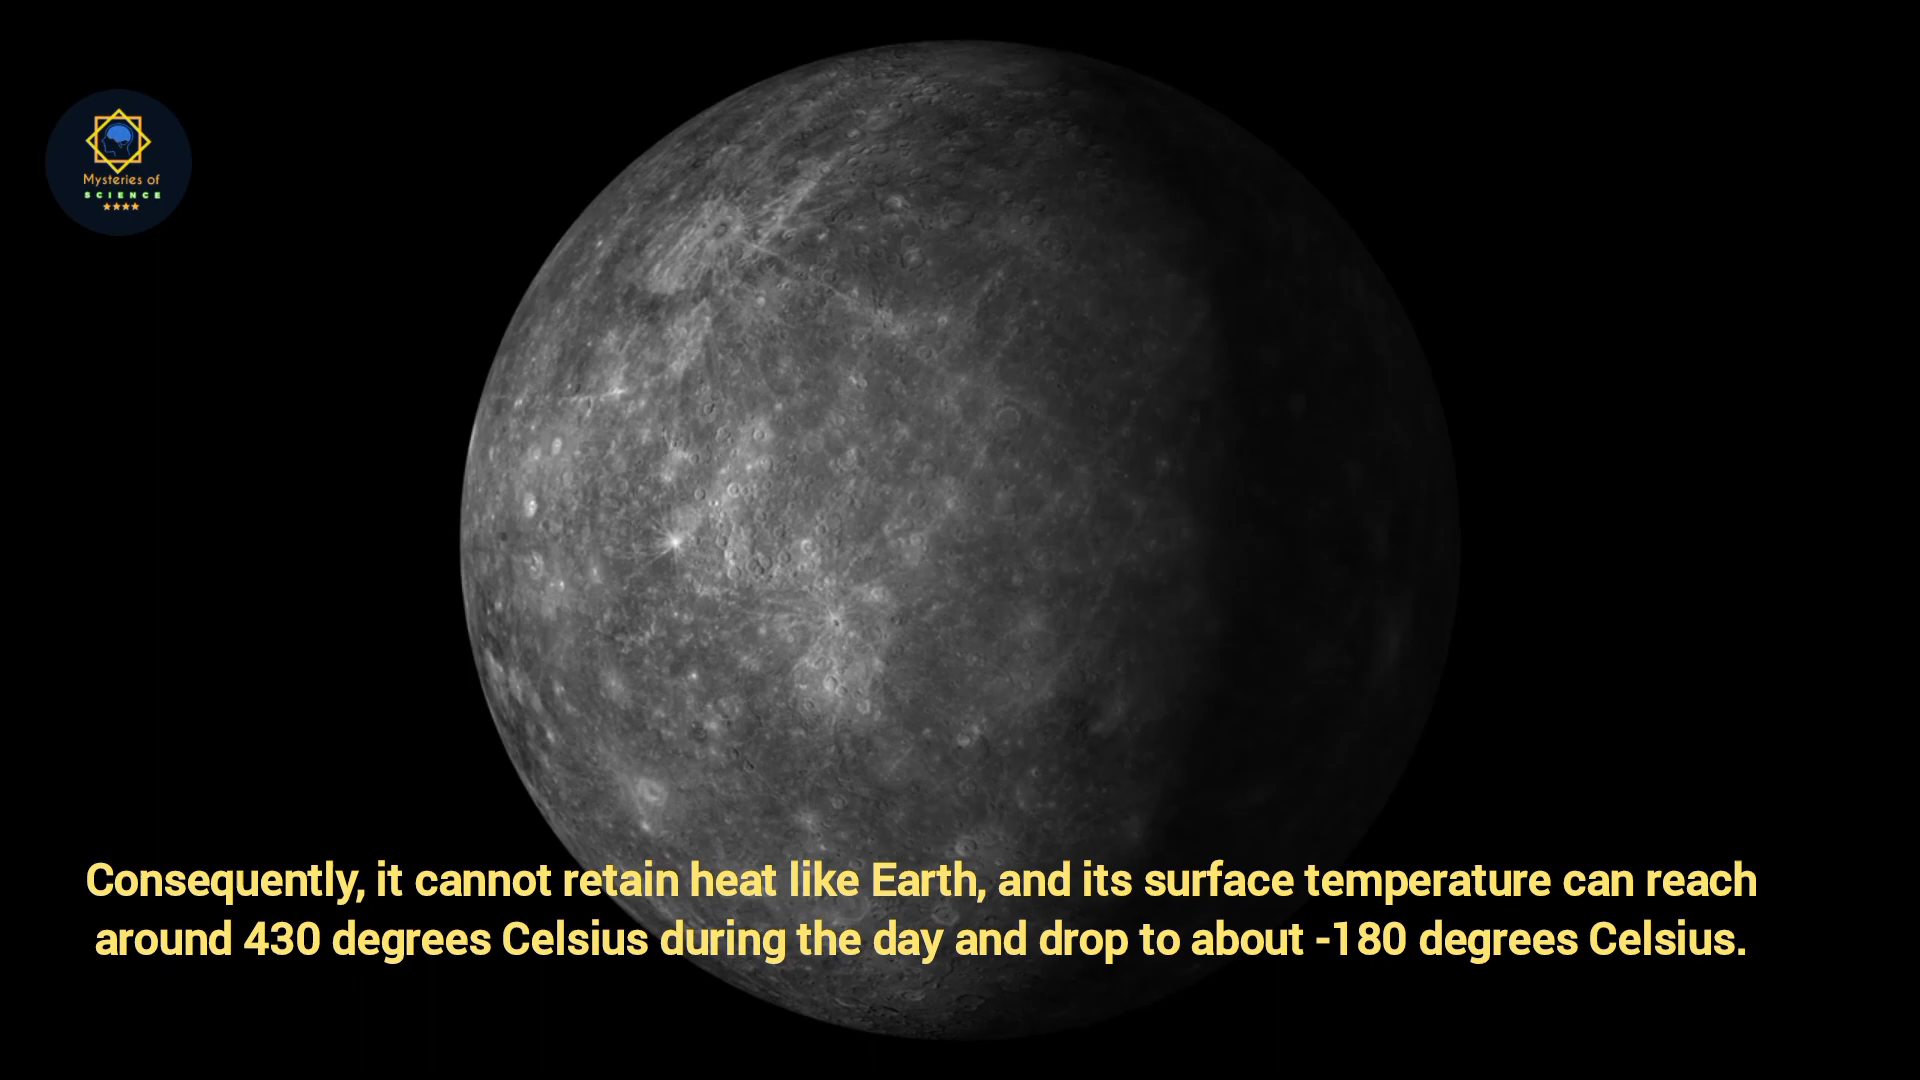 Mysteries of
SCIENCE
Consequently, it cannot retain heat like Earth, and its surface temperature can reach
around 430 degrees Celsius during the day and drop to about -180 degrees Celsius.